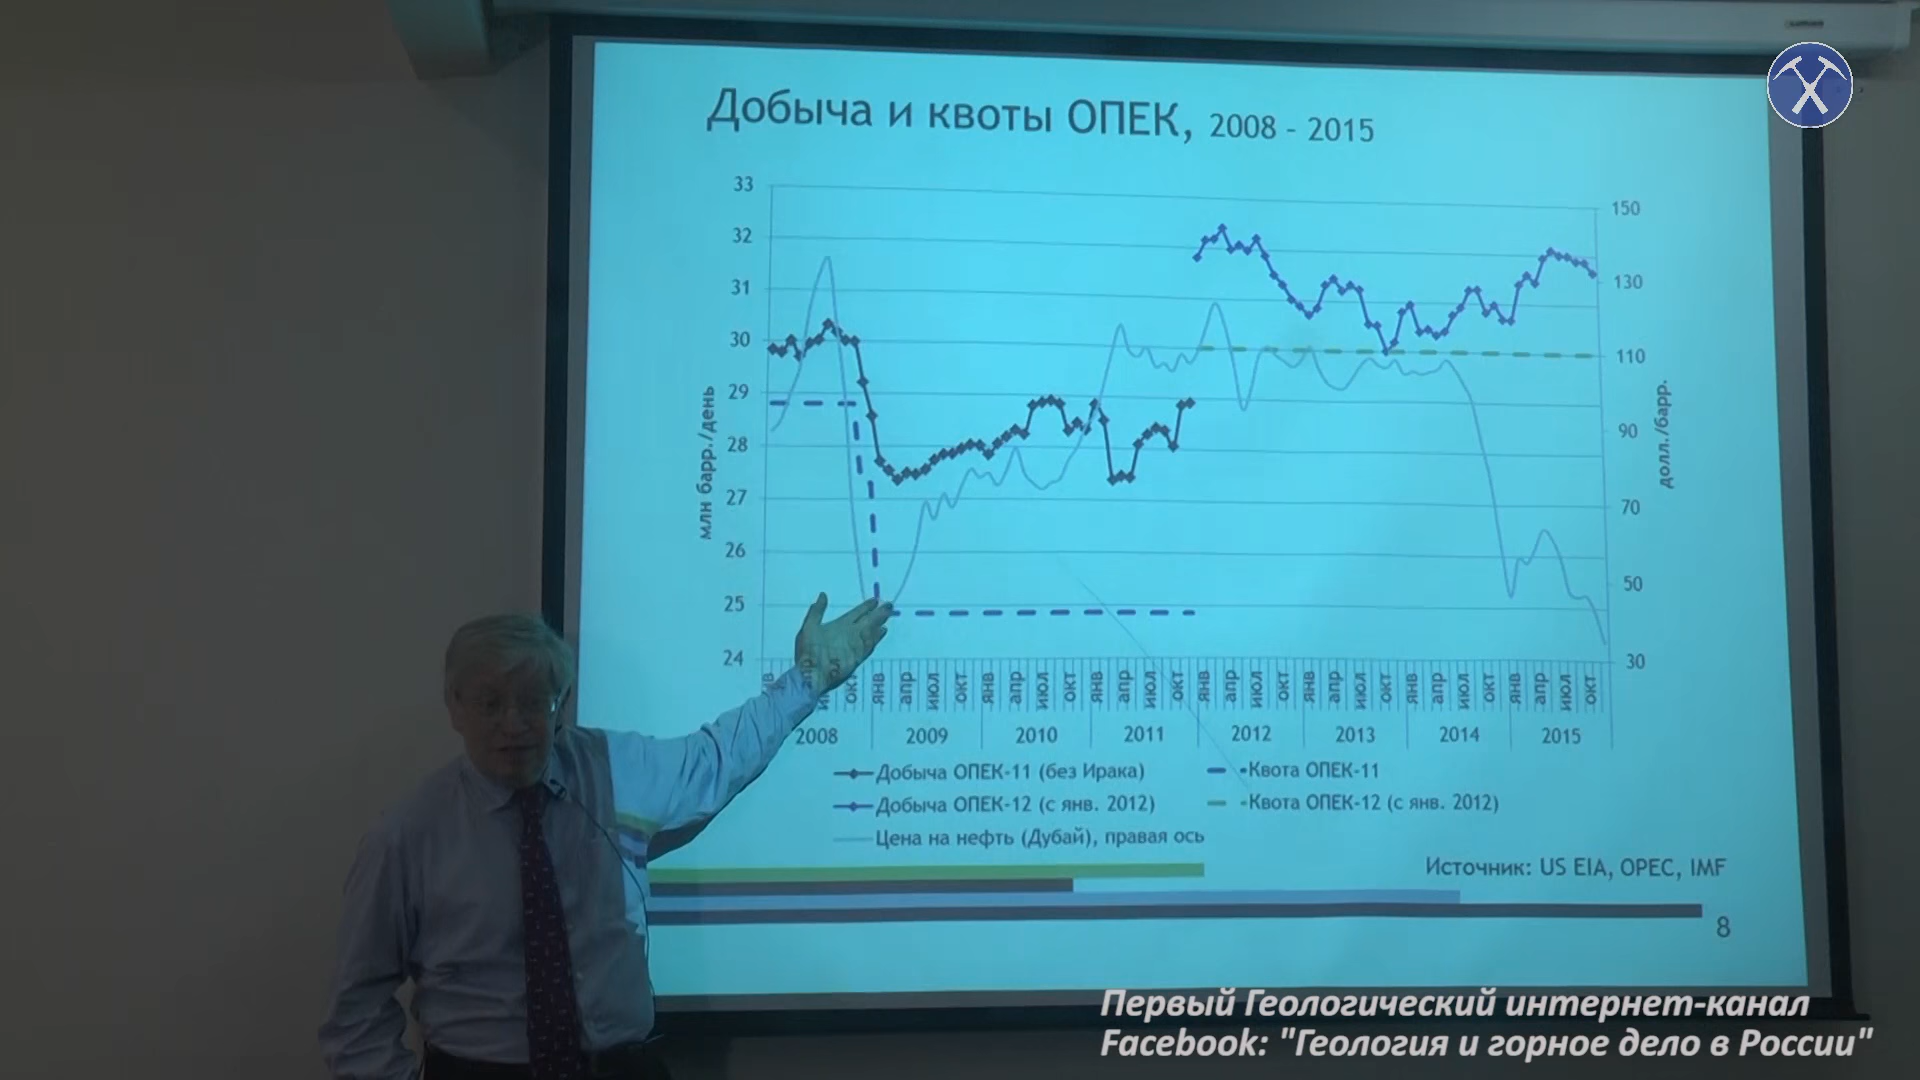 Добыча и квоты ОПЕК, 2008 - 2015
33
32
31
30
29
28
27
26
25
24
млн барр./день
150
130
110
90
70
50
30
долл./барр.
янв апр июл окт янв апр июл окт янв апр июл окт янв апр июл окт янв апр июл окт янв апр июл окт янв апр июл окт
2008 2009 2010 2011 2012 2013 2014 2015
Добыча ОПЕК-11 (без Ирака)
Квота ОПЕК-11
Добыча ОПЕК-12 (с янв. 2012)
Квота ОПЕК-12 (с янв. 2012)
Цена на нефть (Дубай), правая ось
Источник: US EIA, OPEC, IMF
8
Первый Геологический интернет-канал
Facebook: "Геология и горное дело в России"